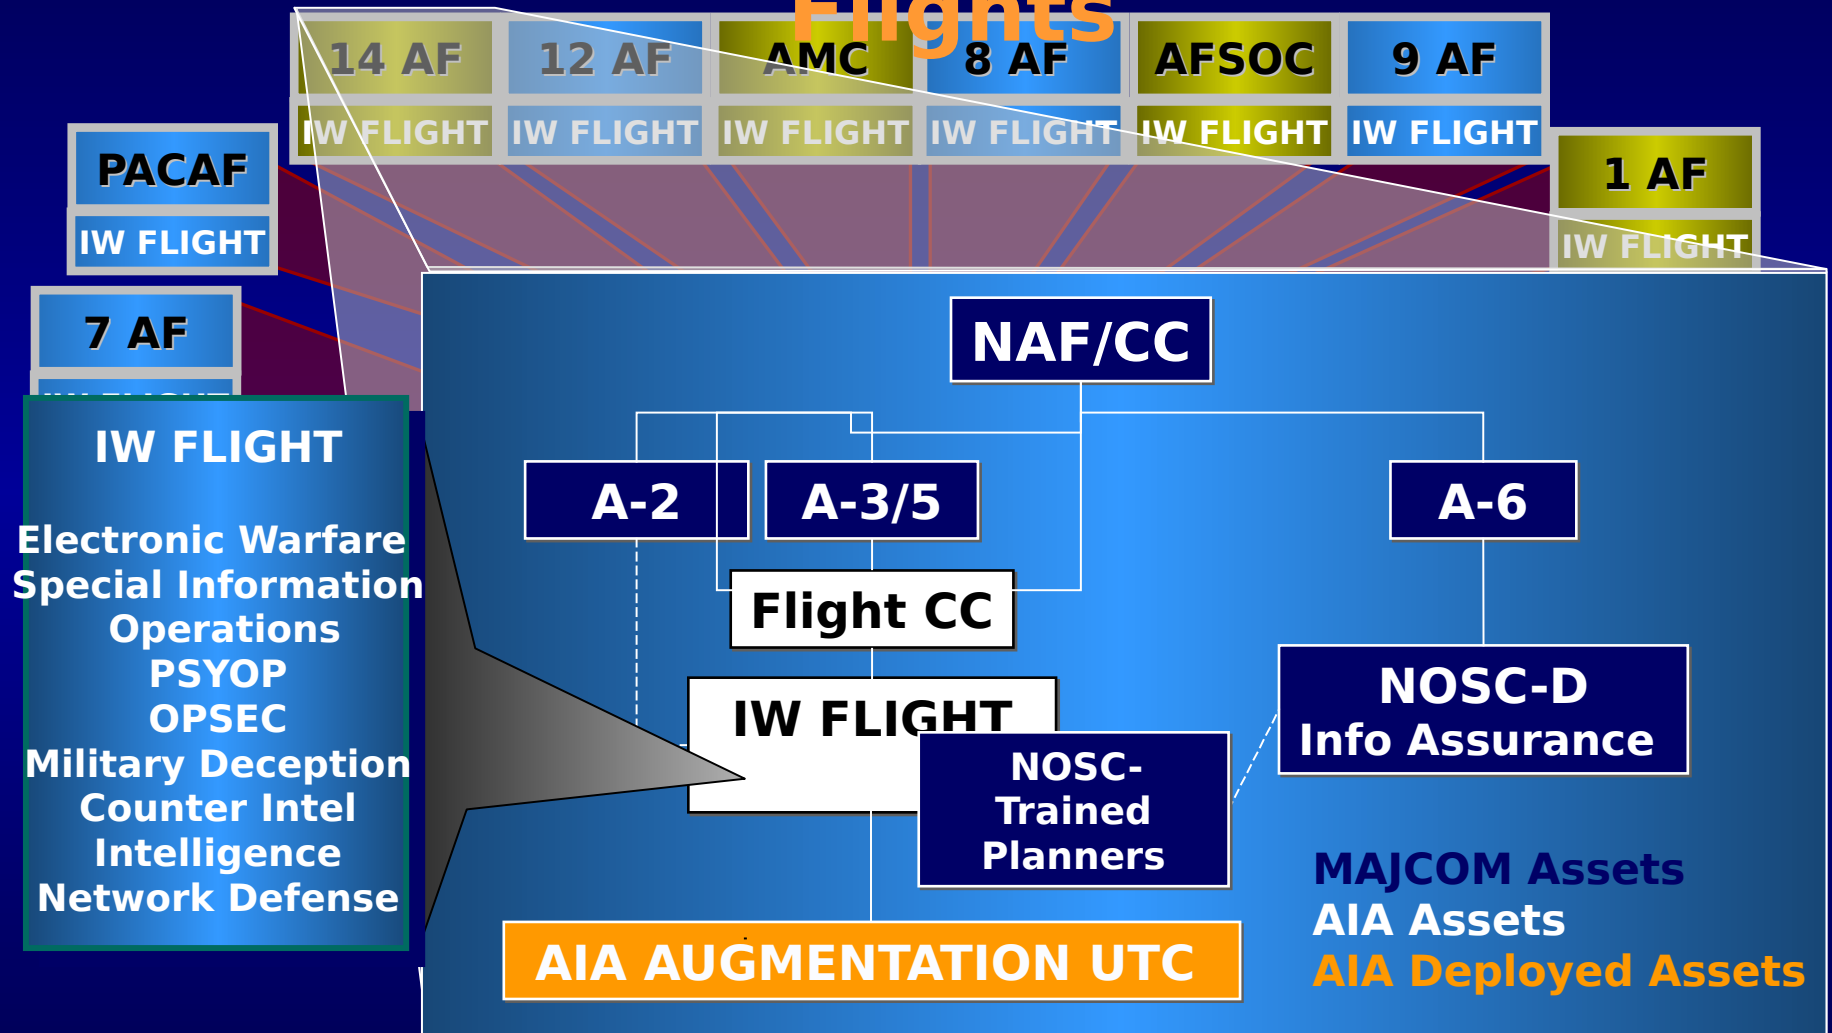 Flights
14 AF
12 AF
AMC
8 AF
AFSOC
9 AF
IW FLIGHT
IW FLIGHT
IW FLIGHT
IW FLIGHT
IW FLIGHT
IW FLIGHT
PACAF
IW FLIGHT
1 AF
IW FLIGHT
7 AF
IW FLIGHT
IW FLIGHT
Electronic Warfare
Special Information
Operations
PSYOP
OPSEC
Military Deception
Counter Intel
Intelligence
Network Defense
NAF/CC
A-2
A-3/5
A-6
Flight CC
IW FLIGHT
NOSC-
Trained
Planners
NOSC-D
Info Assurance
AIA AUGMENTATION UTC
MAJCOM Assets
AIA Assets
AIA Deployed Assets